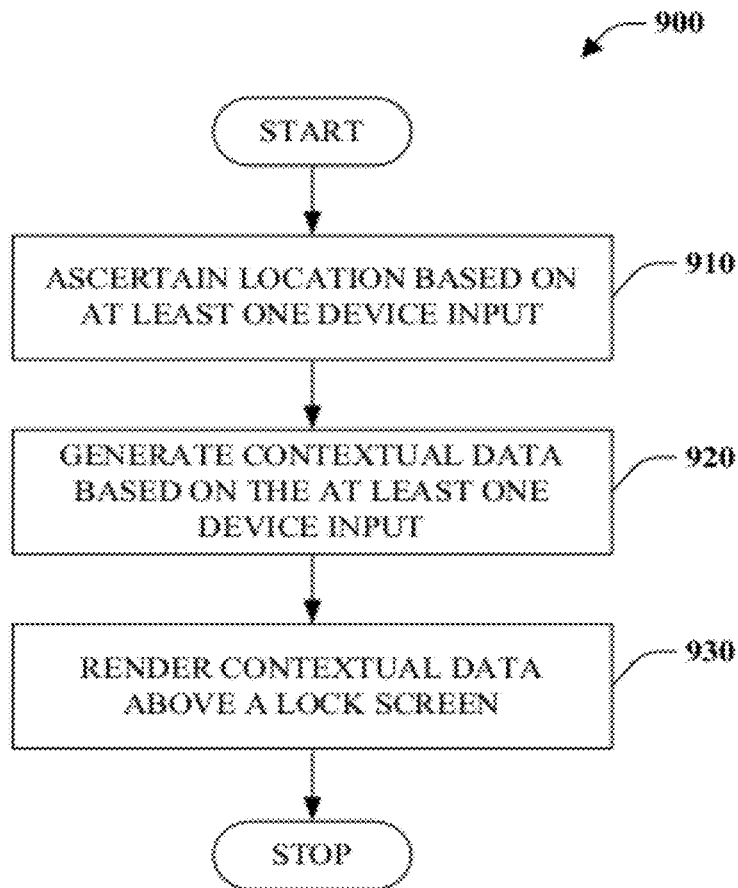 900
START
ASCERTAIN LOCATION BASED ON
AT LEAST ONE DEVICE INPUT
910
GENERATE CONTEXTUAL DATA
BASED ON THE AT LEAST ONE
DEVICE INPUT
920
RENDER CONTEXTUAL DATA
ABOVE A LOCK SCREEN
930
STOP